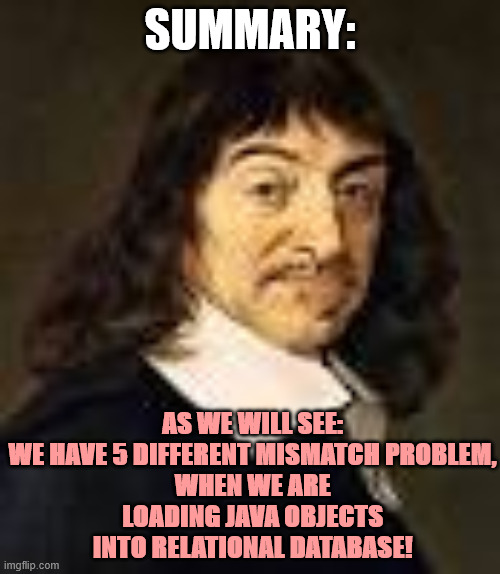 SUMMARY:
AS WE WILL SEE:
WE HAVE 5 DIFFERENT MISMATCH PROBLEM,
WHEN WE ARE
LOADING JAVA OBJECTS
INTO RELATIONAL DATABASE!
imgflip.com